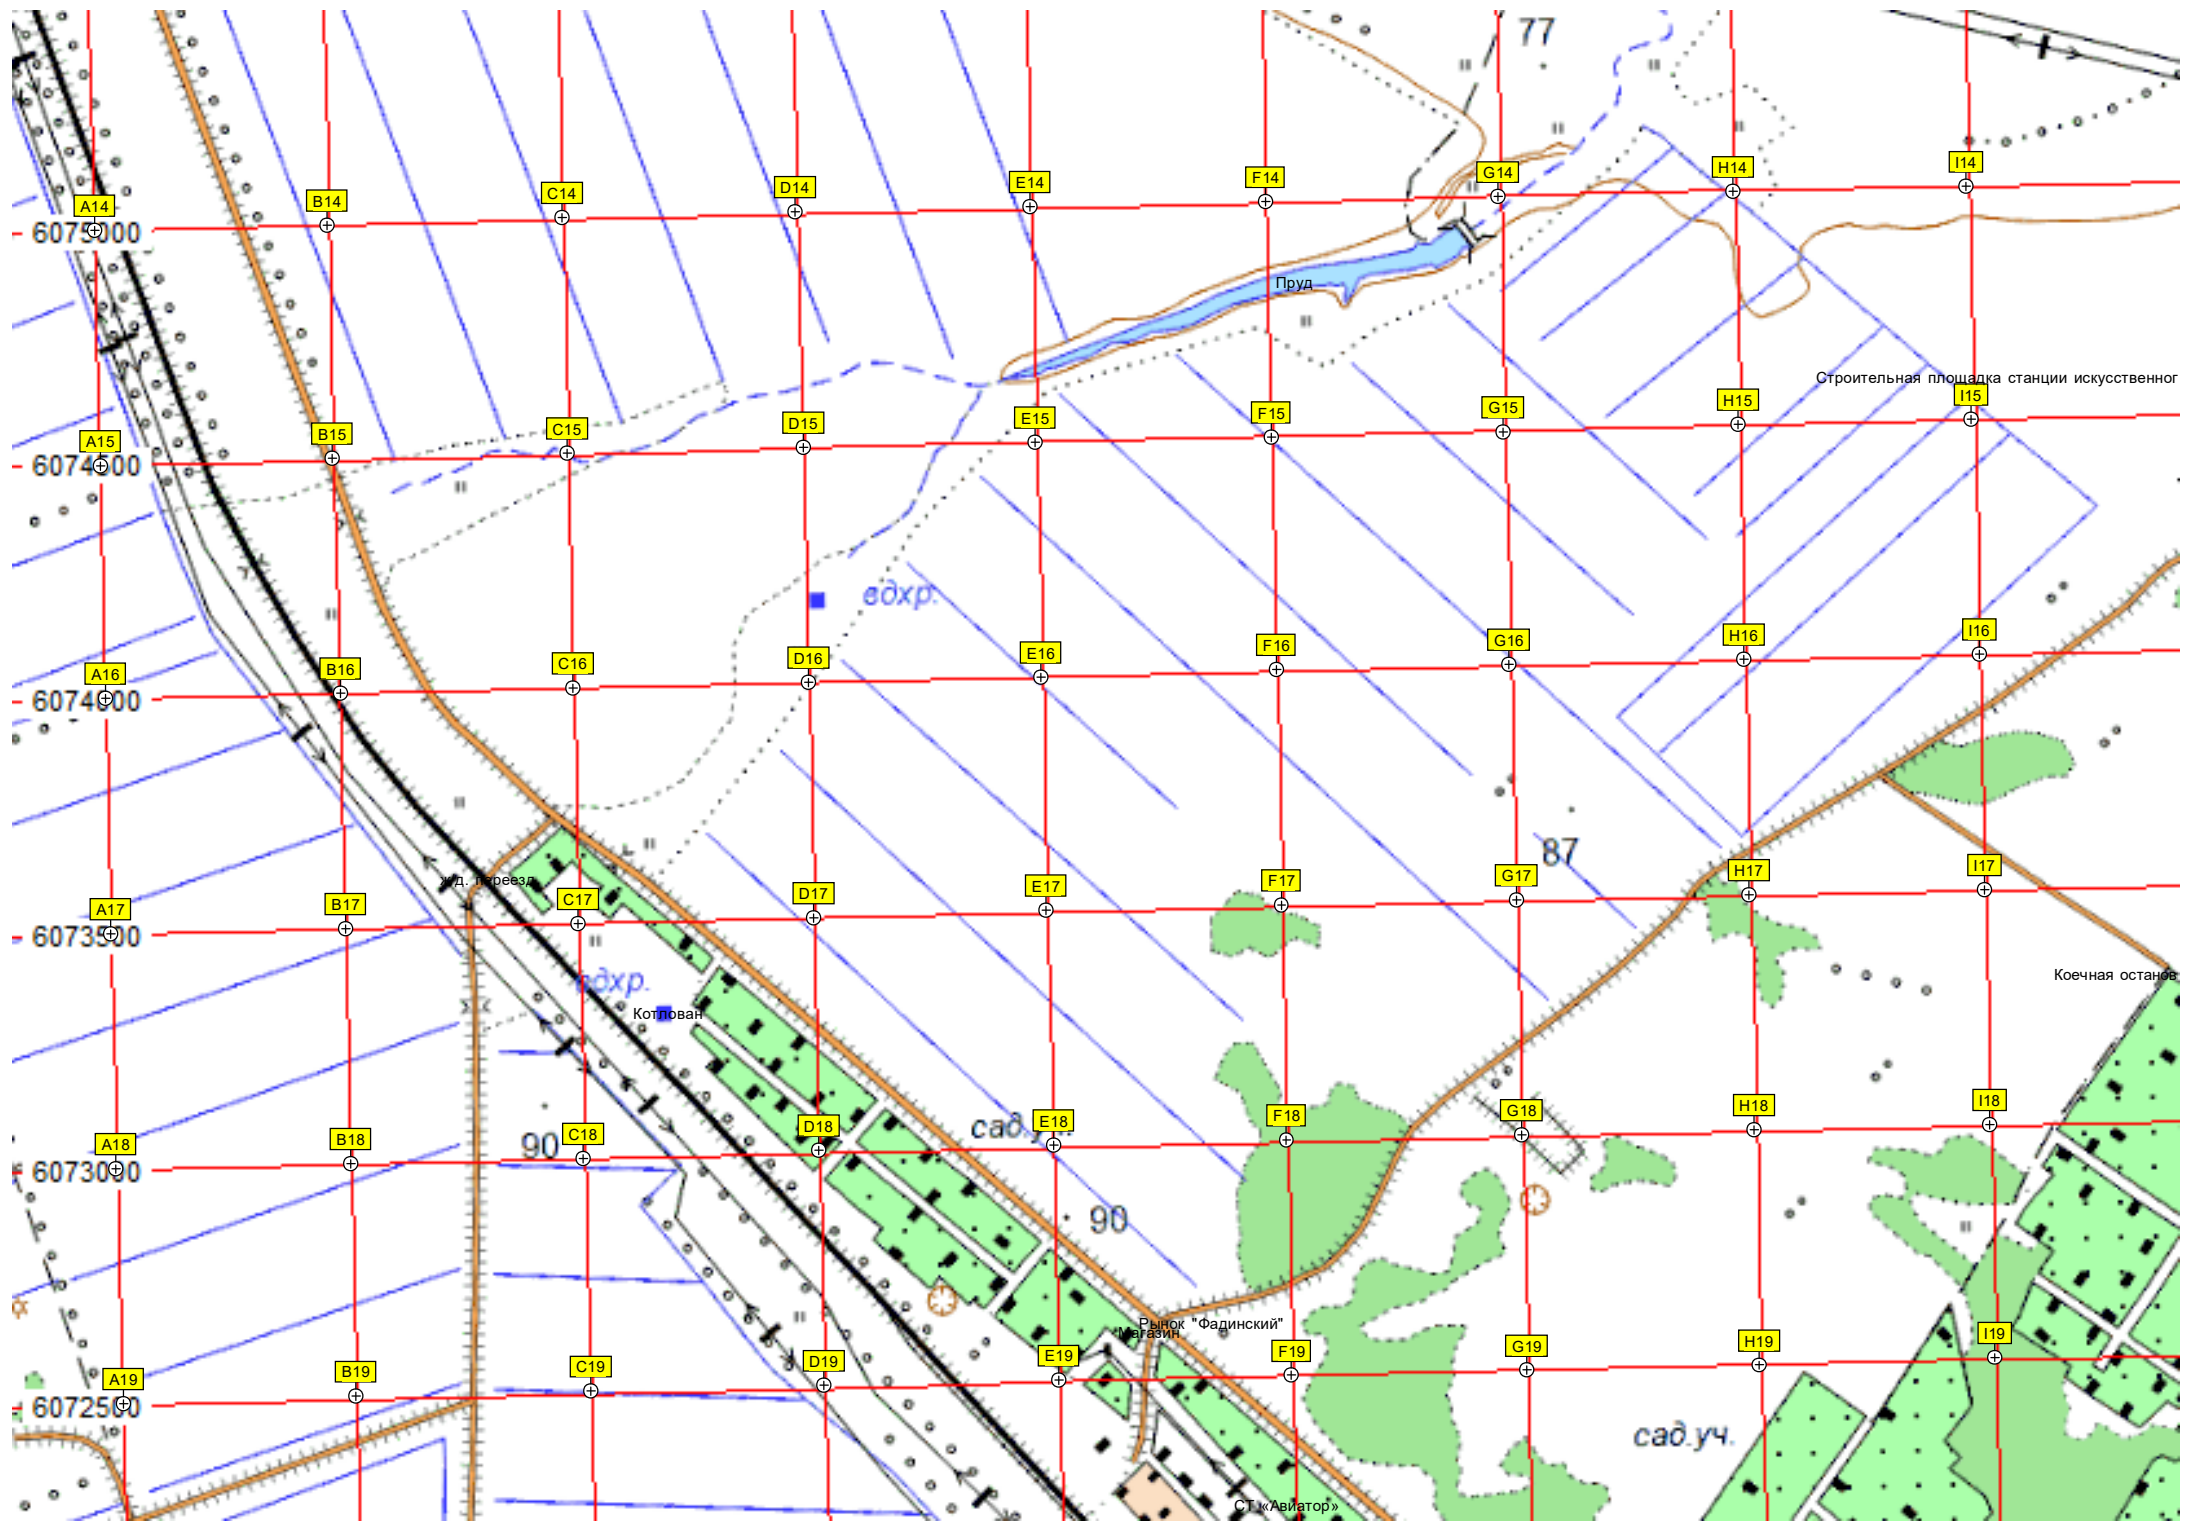 77
A14 B14 C14 D14 E14 F14 G14 H14 I14
6075000
Пруд
Строительная площадка станции искусственног
A15 B15 C15 D15 E15 F15 G15 H15 I15
6074500
вдхр.
A16 B16 C16 D16 E16 F16 G16 H16 I16
6074000
87
ж/д. переезд
A17 B17 C17 D17 E17 F17 G17 H17 I17
6073500
вдхр.
Коечная останов
Котлован
A18 B18 C18 D18 E18 F18 G18 H18 I18
90
сад.уч.
6073000
90
Рынок "Фадинский"
Магазин
A19 B19 C19 D19 E19 F19 G19 H19 I19
6072500
сад.уч.
СТ «Авиатор»